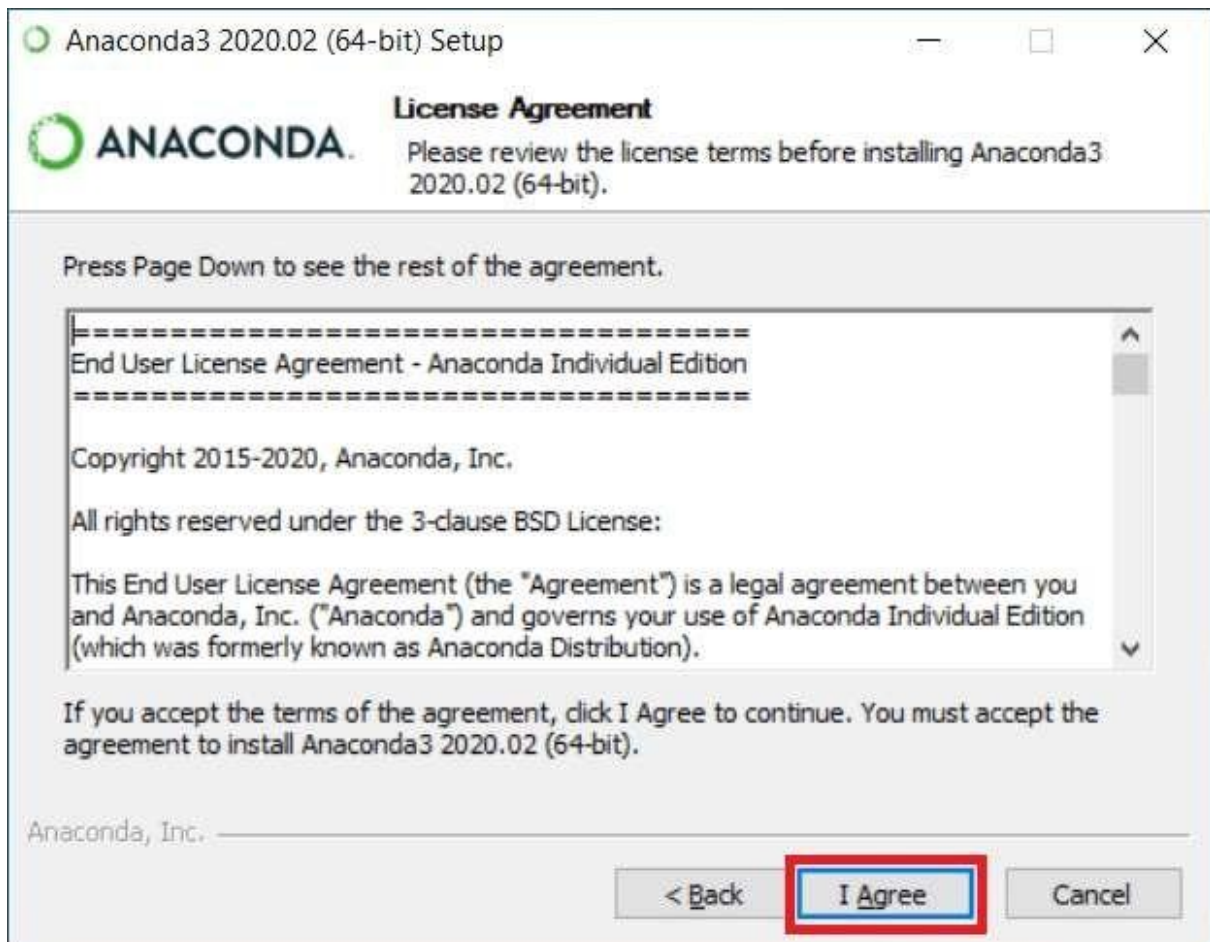 Anaconda3 2020.02 (64-bit) Setup
ANACONDA.
License Agreement
Please review the license terms before installing Anaconda3
2020.02 (64-bit).
Press Page Down to see the rest of the agreement.
===================================
End User License Agreement - Anaconda Individual Edition
===================================
Copyright 2015-2020, Anaconda, Inc.
All rights reserved under the 3-clause BSD License:
This End User License Agreement (the "Agreement") is a legal agreement between you
and Anaconda, Inc. ("Anaconda") and governs your use of Anaconda Individual Edition
(which was formerly known as Anaconda Distribution).
If you accept the terms of the agreement, click I Agree to continue. You must accept the
agreement to install Anaconda3 2020.02 (64-bit).
Anaconda, Inc.
< Back
I Agree
Cancel